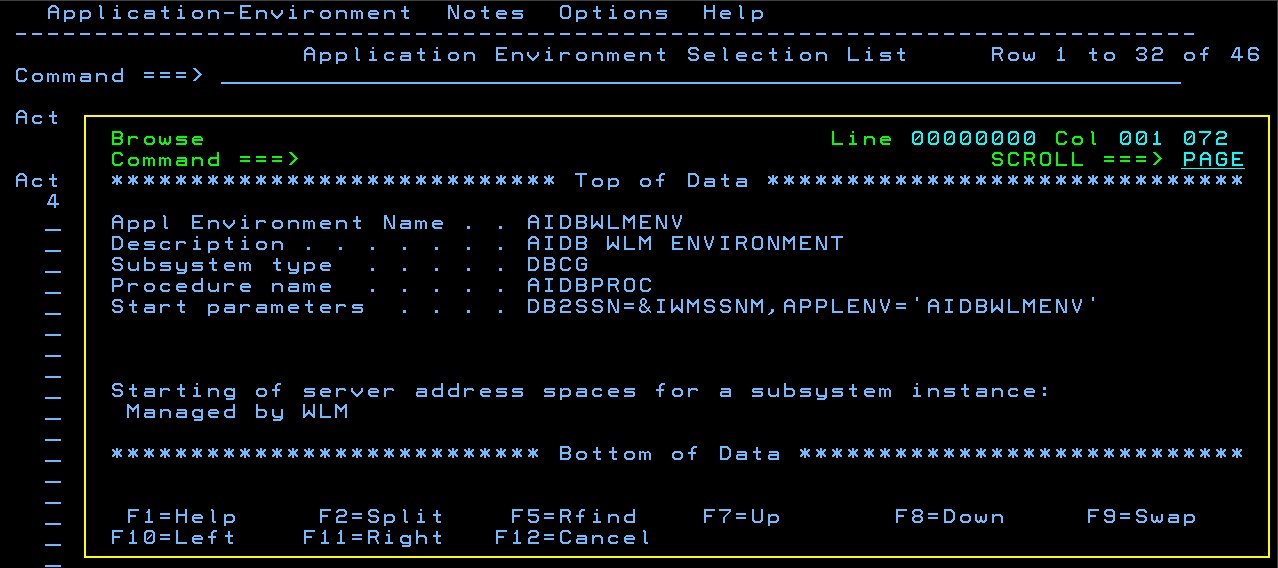 Application-Environment  Notes  Options  Help
--------------------------------------------------------------------------
Application Environment Selection List     Row 1 to 32 of 46
Command ===> ____________________________________________________________
Act
Browse                                       Line 00000000 Col 001 072
Command ===>                                           SCROLL ===> PAGE
Act **************************** Top of Data ******************************
4
Appl Environment Name . . AIDBWLMENV
Description . . . . . . . AIDB WLM ENVIRONMENT
Subsystem type  . . . . . DBCG
Procedure name  . . . . . AIDBPROC
Start parameters  . . . . DB2SSN=&IWMSSNM,APPLENV='AIDBWLMENV'
Starting of server address spaces for a subsystem instance:
Managed by WLM
*************************** Bottom of Data ****************************
F1=Help     F2=Split    F5=Rfind    F7=Up       F8=Down     F9=Swap
F10=Left    F11=Right   F12=Cancel